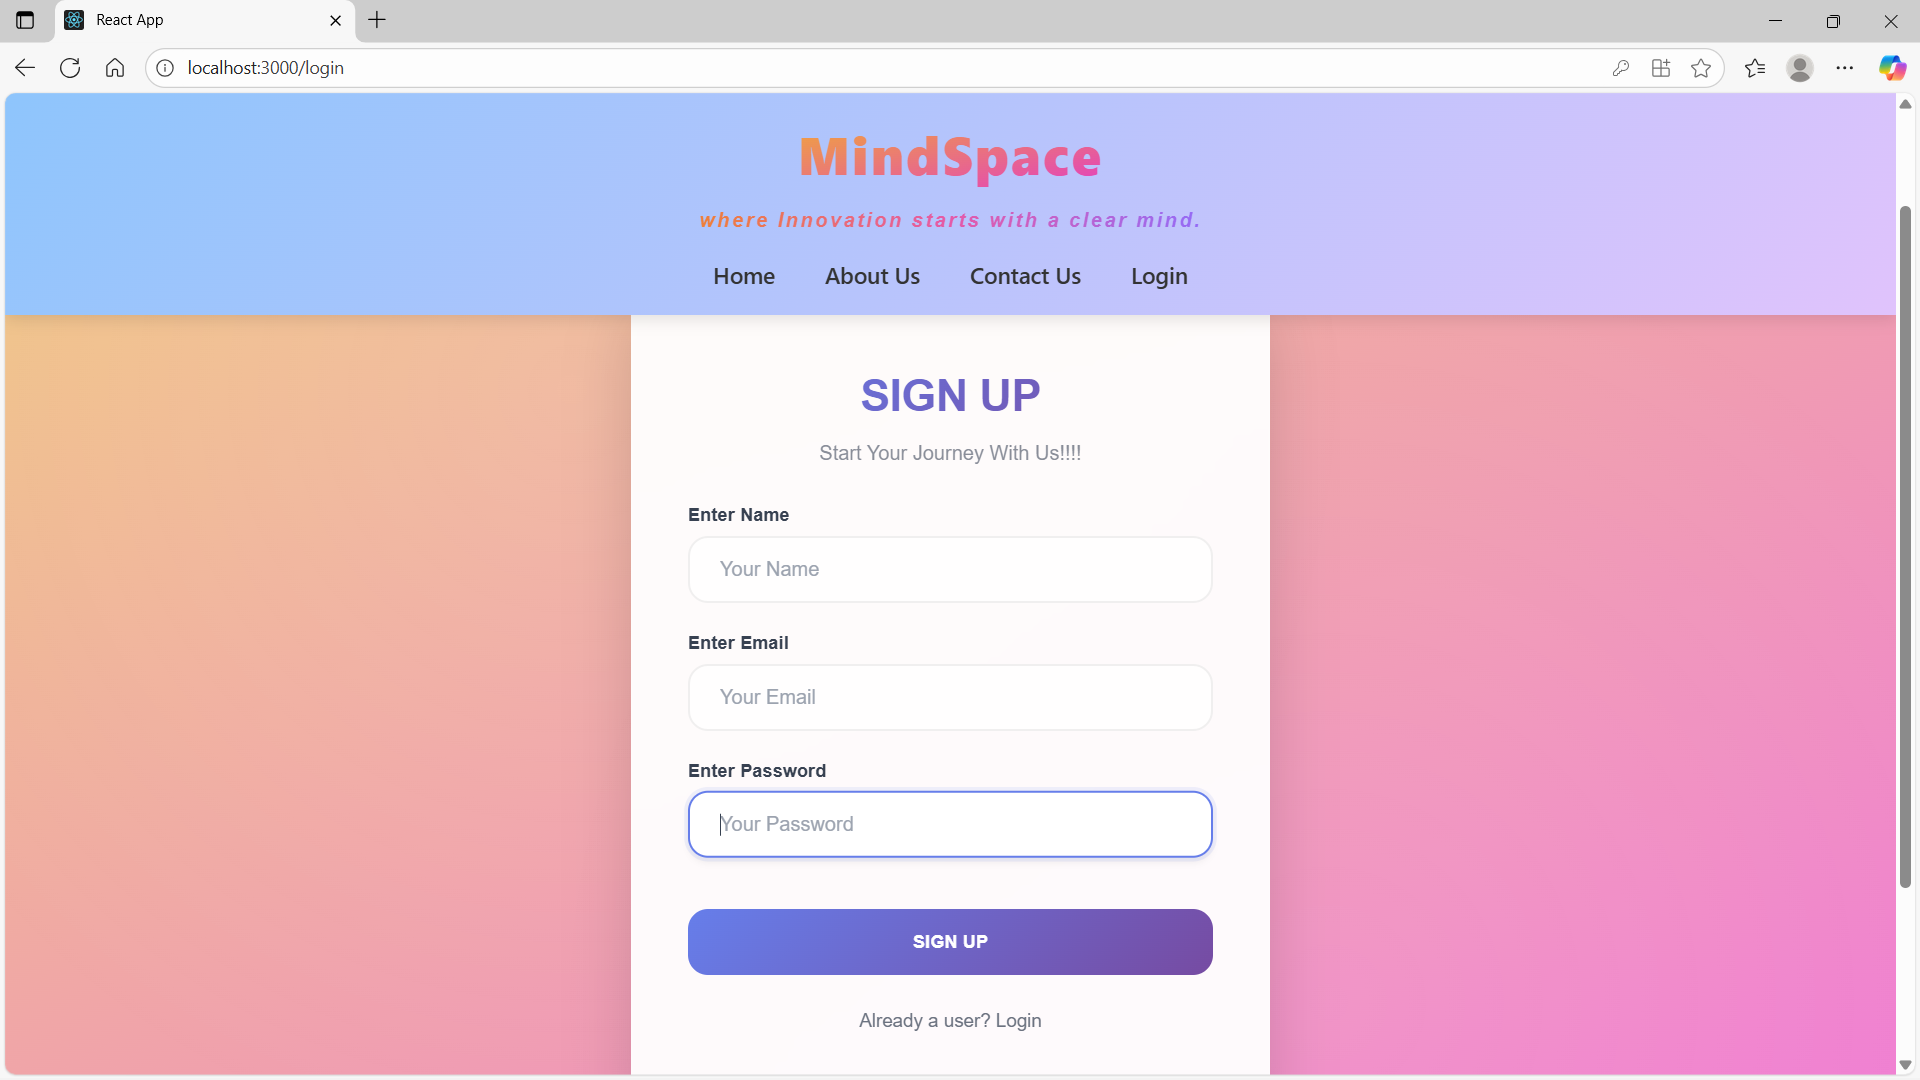 React App
localhost:3000/login
MindSpace
where Innovation starts with a clear mind.
Home About Us Contact Us Login
SIGN UP
Start Your Journey With Us!!!!
Enter Name
Your Name
Enter Email
Your Email
Enter Password
Your Password
SIGN UP
Already a user? Login